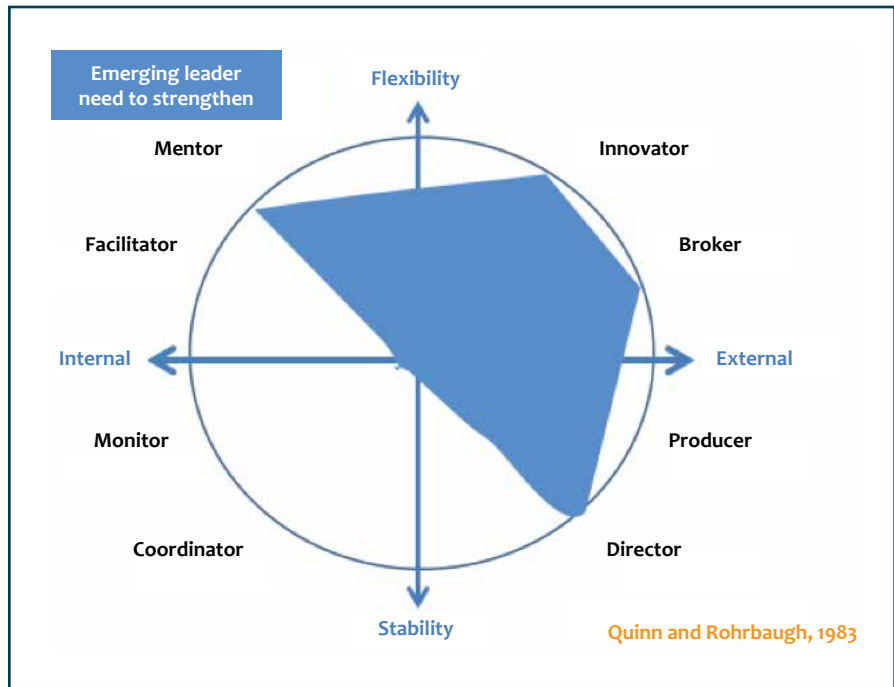 Emerging leader
need to strengthen
Flexibility
Mentor
Innovator
Facilitator
Broker
Internal
External
Monitor
Producer
Coordinator
Director
Stability
Quinn and Rohrbaugh, 1983